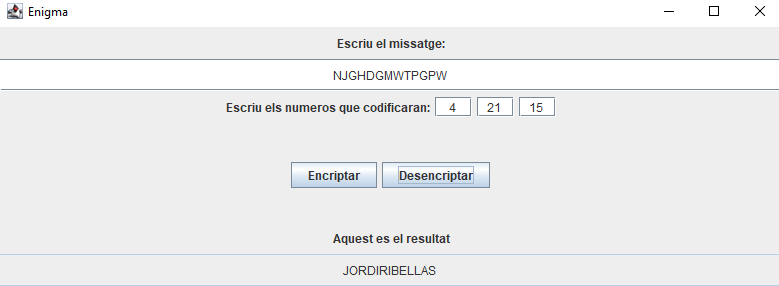 Enigma
Escriu el missatge:
NJGHDGMWTPGPW
Escriu els numeros que codificaran: 4 21 15
Encriptar Desencriptar
Aquest es el resultat
JORDIRIBELLAS